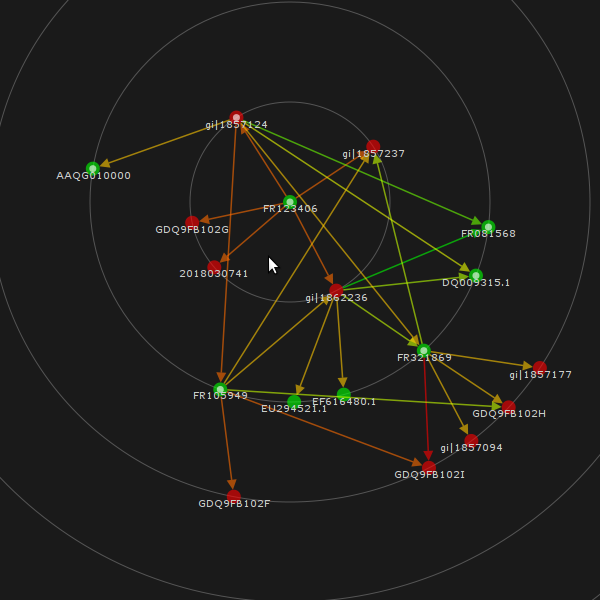 gi|1857124
gi|1857237
AAQG010000
FR123406
GDQ9FB102G
FR081568
2018030741
DQ009315.1
gi|1862236
FR321869
gi|1857177
FR105949
EU294521.1
EF616480.1
GDQ9FB102H
gi|1857094
GDQ9FB102I
GDQ9FB102F